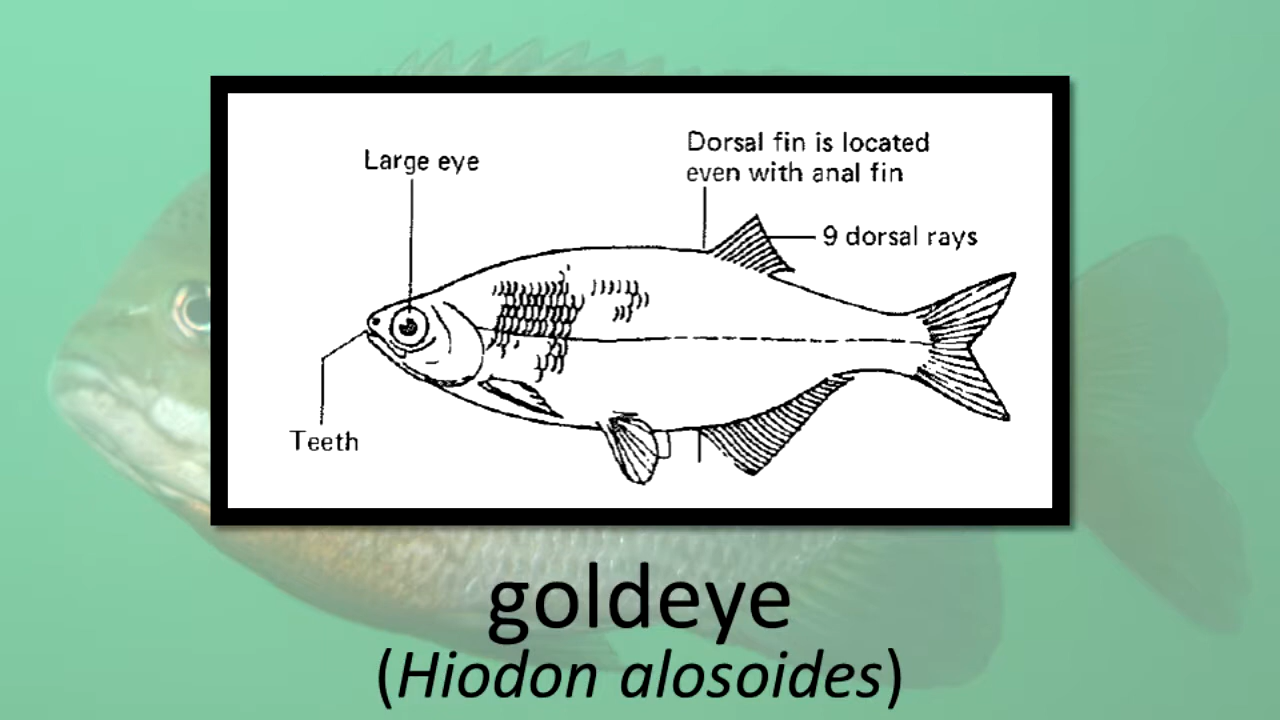 Large eye
Dorsal fin is located
even with anal fin
9 dorsal rays
Teeth
goldeye
(Hiodon alosoides)